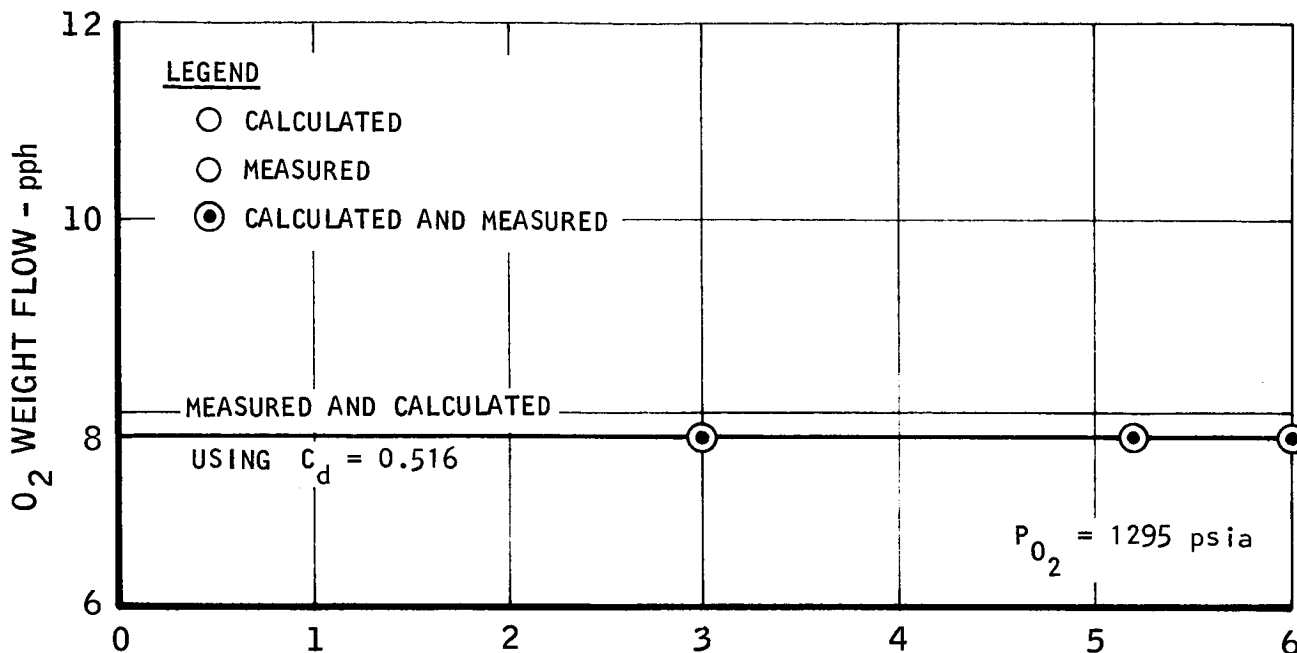 12
LEGEND
CALCULATED
MEASURED
10
CALCULATED AND MEASURED
O2 WEIGHT FLOW - pph
MEASURED AND CALCULATED
8
USING Cd = 0.516
PO2 = 1295 psia
6
0 1 2 3 4 5 6